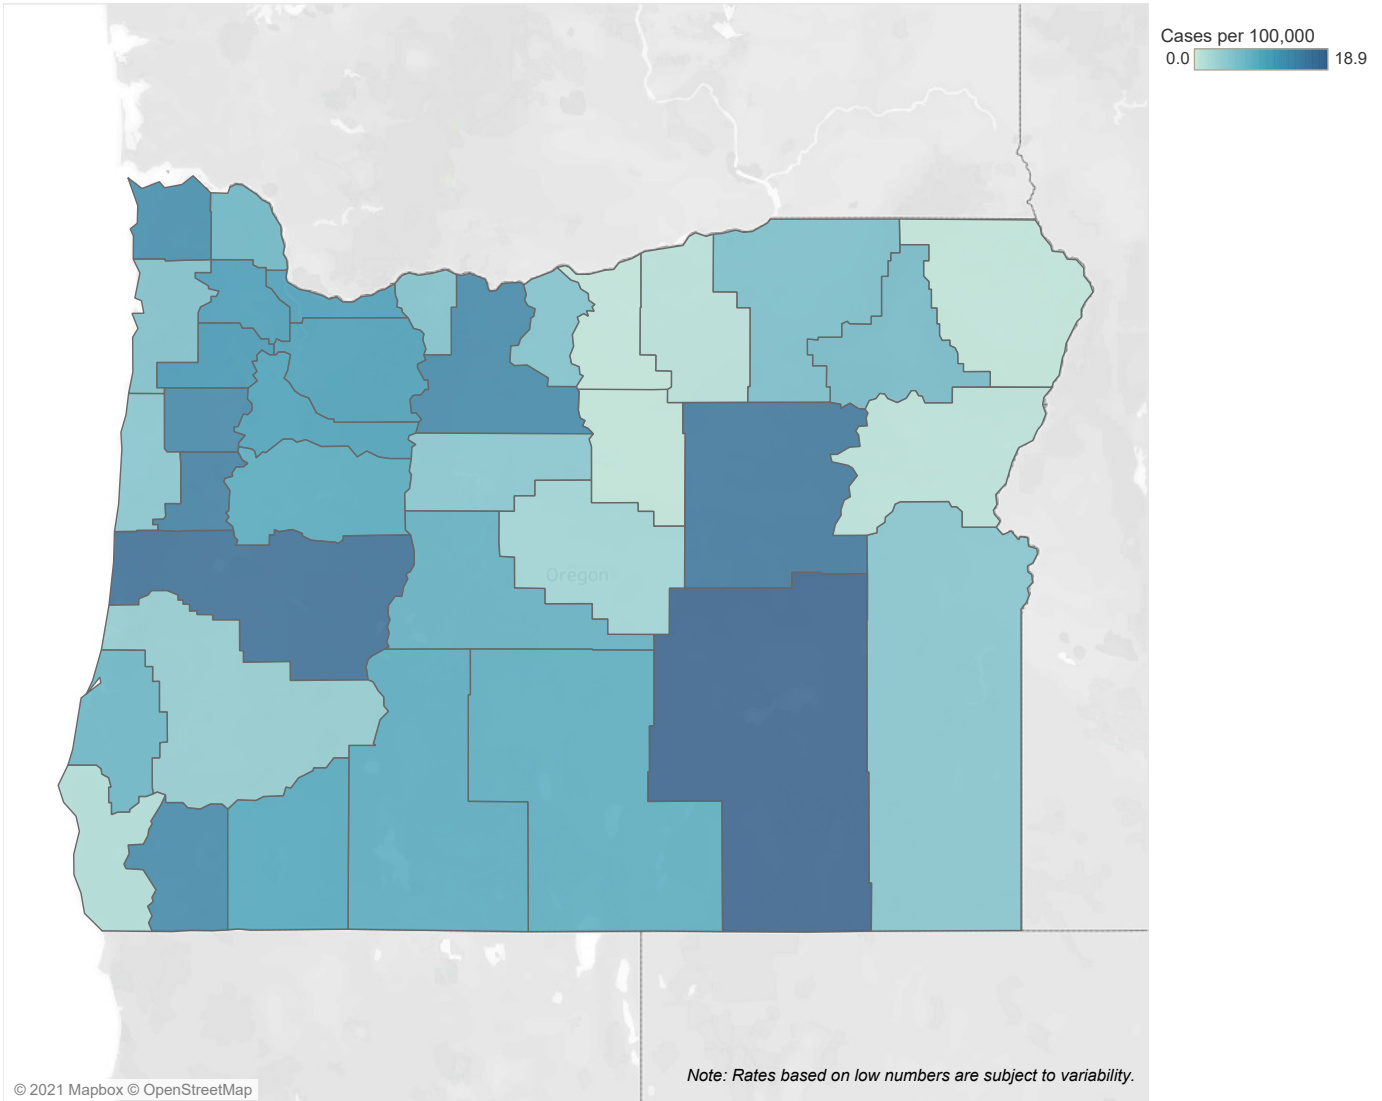 Cases per 100,000
0.0 18.9
Oregon
Note: Rates based on low numbers are subject to variability.
© 2021 Mapbox © OpenStreetMap